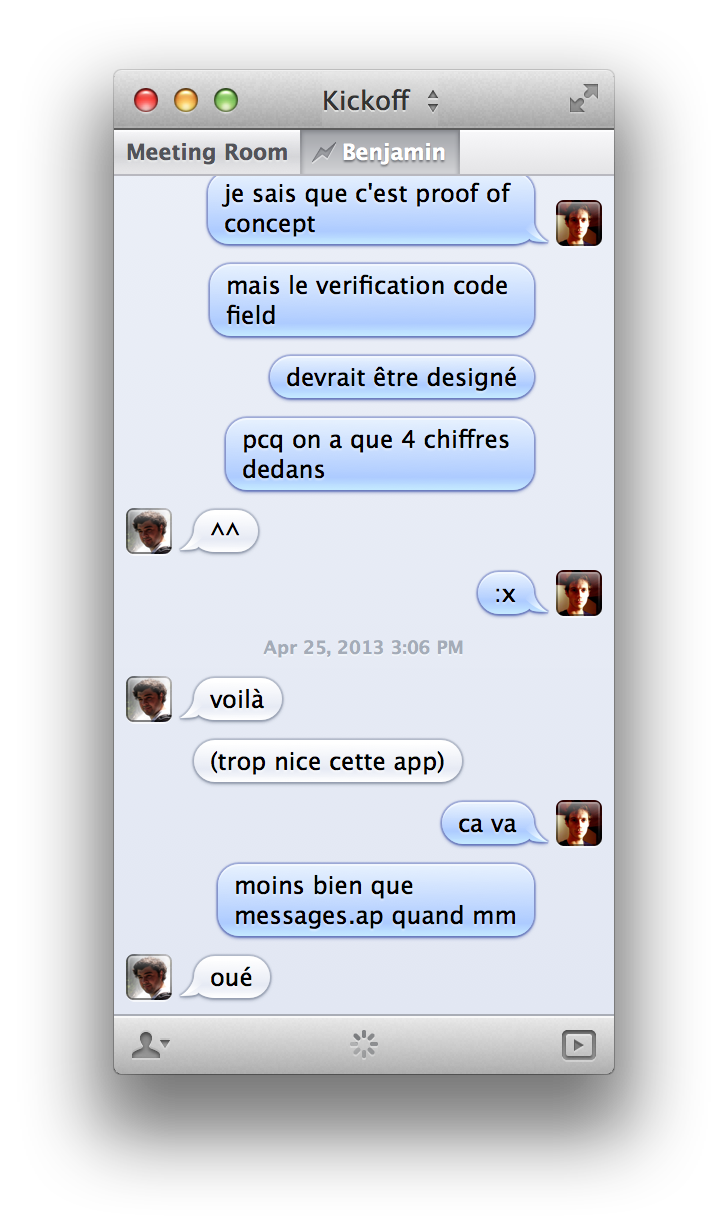 Kickoff
Meeting Room
Benjamin
je sais que c'est proof of
concept
mais le verification code
field
devrait être designé
pcq on a que 4 chiffres
dedans
^^
:x
Apr 25, 2013 3:06 PM
voilà
(trop nice cette app)
ca va
moins bien que
messages.ap quand mm
oué